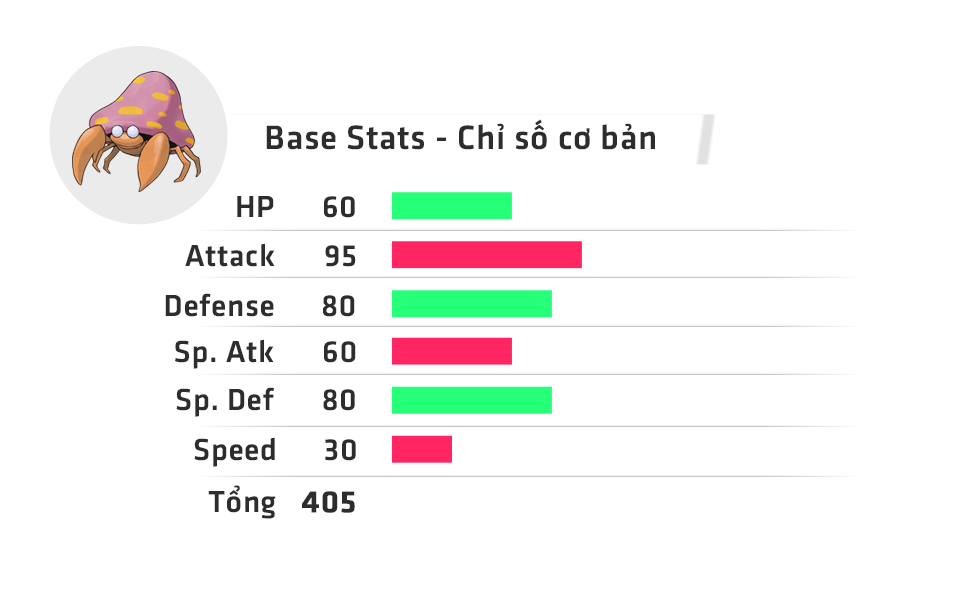 Base Stats - Chỉ số cơ bản
HP 60
Attack 95
Defense 80
Sp. Atk 60
Sp. Def 80
Speed 30
Tổng 405